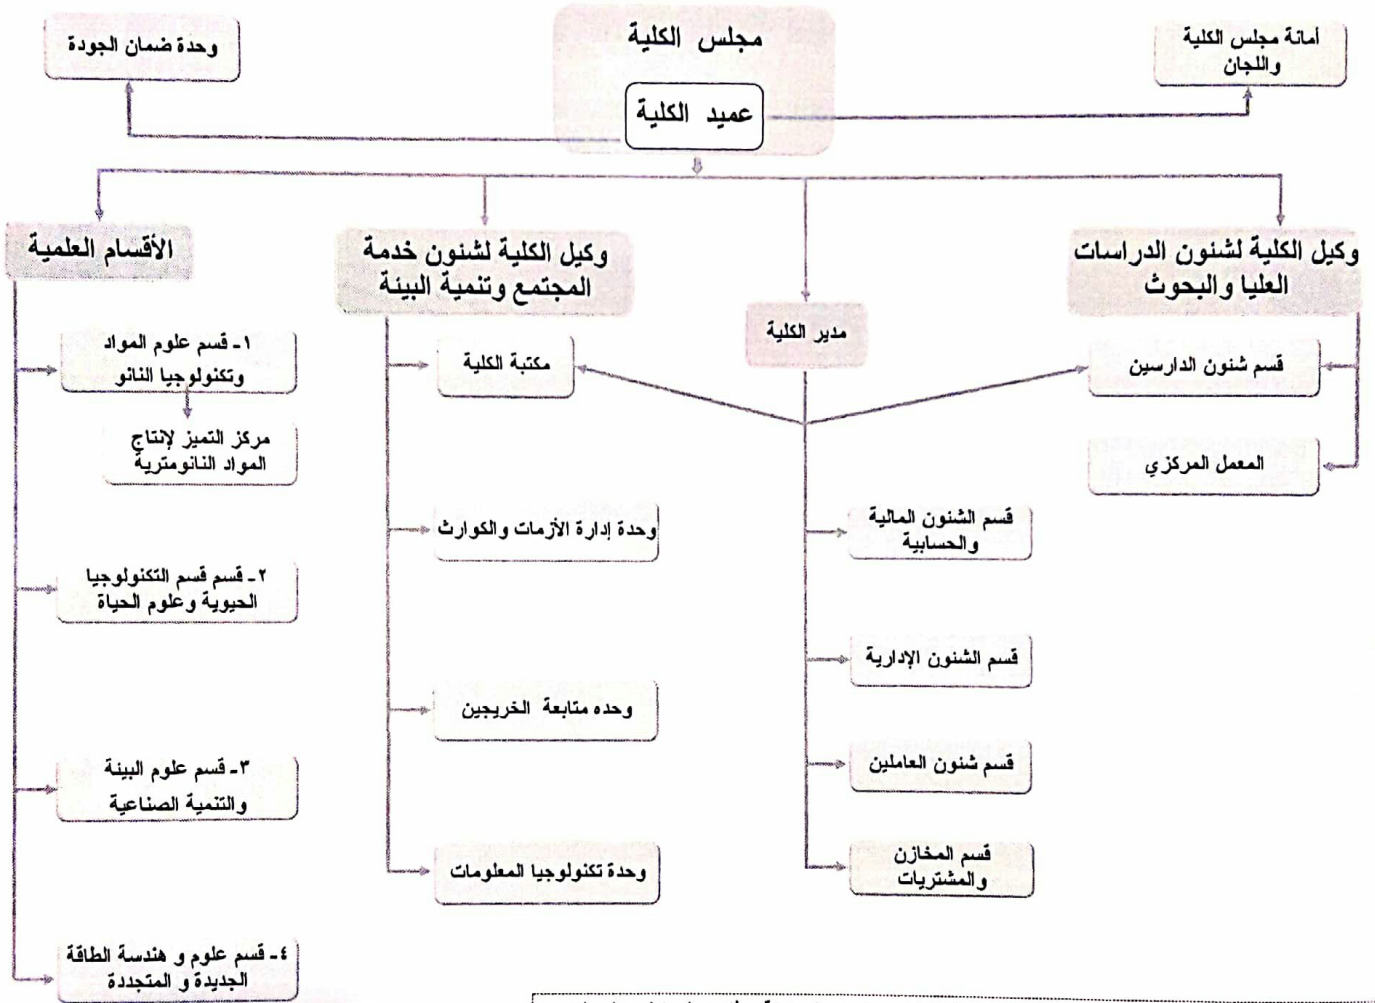 مجلس الكلية
عميد الكلية
أمانة مجلس الكلية
واللجان
وحدة ضمان الجودة
وكيل الكلية لشئون الدراسات
العليا والبحوث
قسم شئون الدارسين
المعمل المركزي
مدير الكلية
قسم الشئون المالية
والحسابية
قسم الشئون الإدارية
قسم شئون العاملين
قسم المخازن
والمشتريات
وكيل الكلية لشئون خدمة
المجتمع وتنمية البيئة
مكتبة الكلية
وحدة إدارة الأزمات والكوارث
وحده متابعة الخريجين
وحدة تكنولوجيا المعلومات
الأقسام العلمية
١- قسم علوم المواد
وتكنولوجيا النانو
مركز التميز لإنتاج
المواد النانومترية
٢- قسم قسم التكنولوجيا
الحيوية وعلوم الحياة
٣- قسم علوم البيئة
والتنمية الصناعية
٤- قسم علوم و هندسة الطاقة
الجديدة و المتجددة